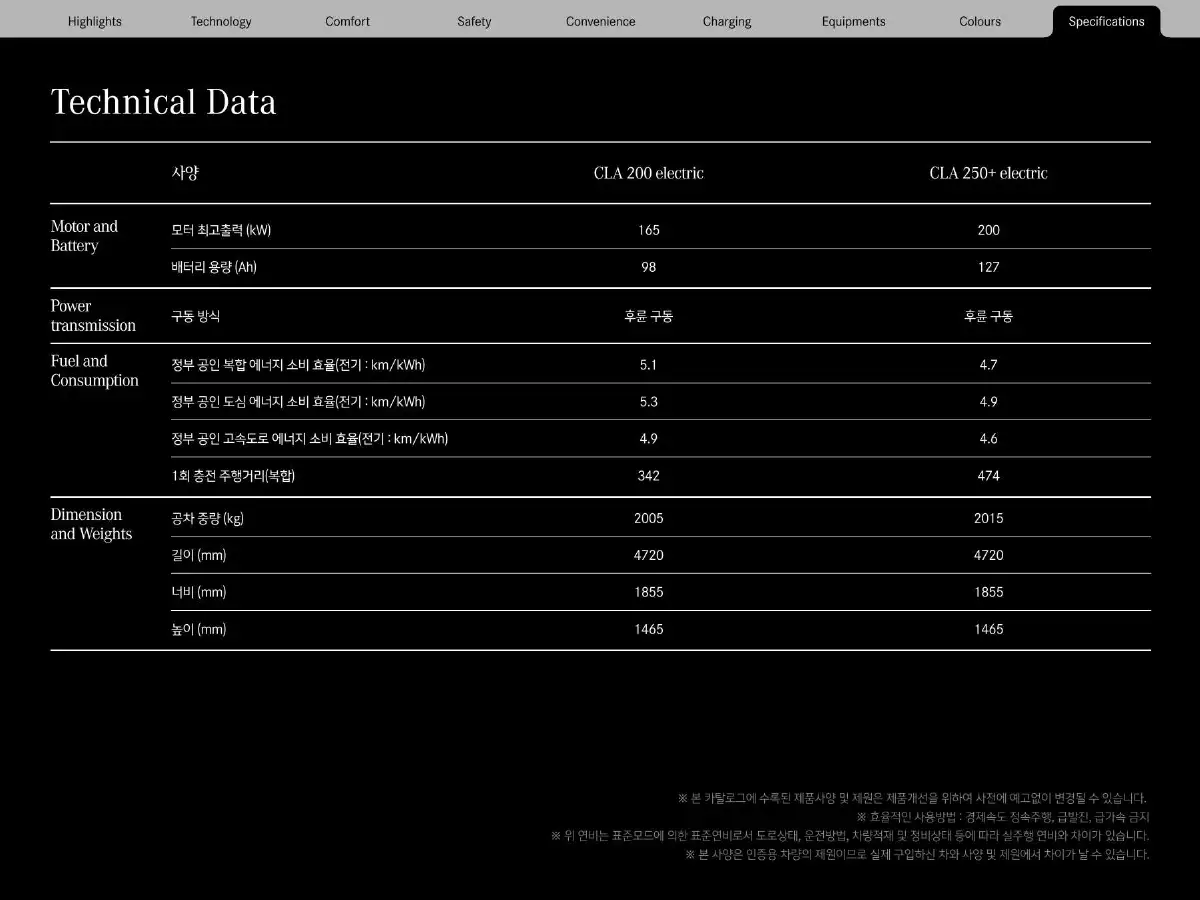 Highlights Technology Comfort Safety Convenience Charging Equipments Colours Specifications
Technical Data
사양 CLA 200 electric CLA 250+ electric
Motor and
Battery
모터 최고출력 (kW) 165 200
배터리 용량 (Ah) 98 127
Power
transmission
구동 방식 후륜 구동 후륜 구동
Fuel and
Consumption
정부 공인 복합 에너지 소비 효율(전기 : km/kWh) 5.1 4.7
정부 공인 도심 에너지 소비 효율(전기 : km/kWh) 5.3 4.9
정부 공인 고속도로 에너지 소비 효율(전기 : km/kWh) 4.9 4.6
1회 충전 주행거리(복합) 342 474
Dimension
and Weights
공차 중량 (kg) 2005 2015
길이 (mm) 4720 4720
너비 (mm) 1855 1855
높이 (mm) 1465 1465
※ 본 카탈로그에 수록된 제품사양 및 제원은 제품개선을 위하여 사전에 예고없이 변경될 수 있습니다.
※ 효율적인 사용방법 : 경제속도 정속주행, 급발진, 급가속 금지
※ 위 연비는 표준모드에 의한 표준연비로서 도로상태, 운전방법, 차량적재 및 정비상태 등에 따라 실주행 연비와 차이가 있습니다.
※ 본 사양은 인증용 차량의 제원이므로 실제 구입하신 차와 사양 및 제원에서 차이가 날 수 있습니다.